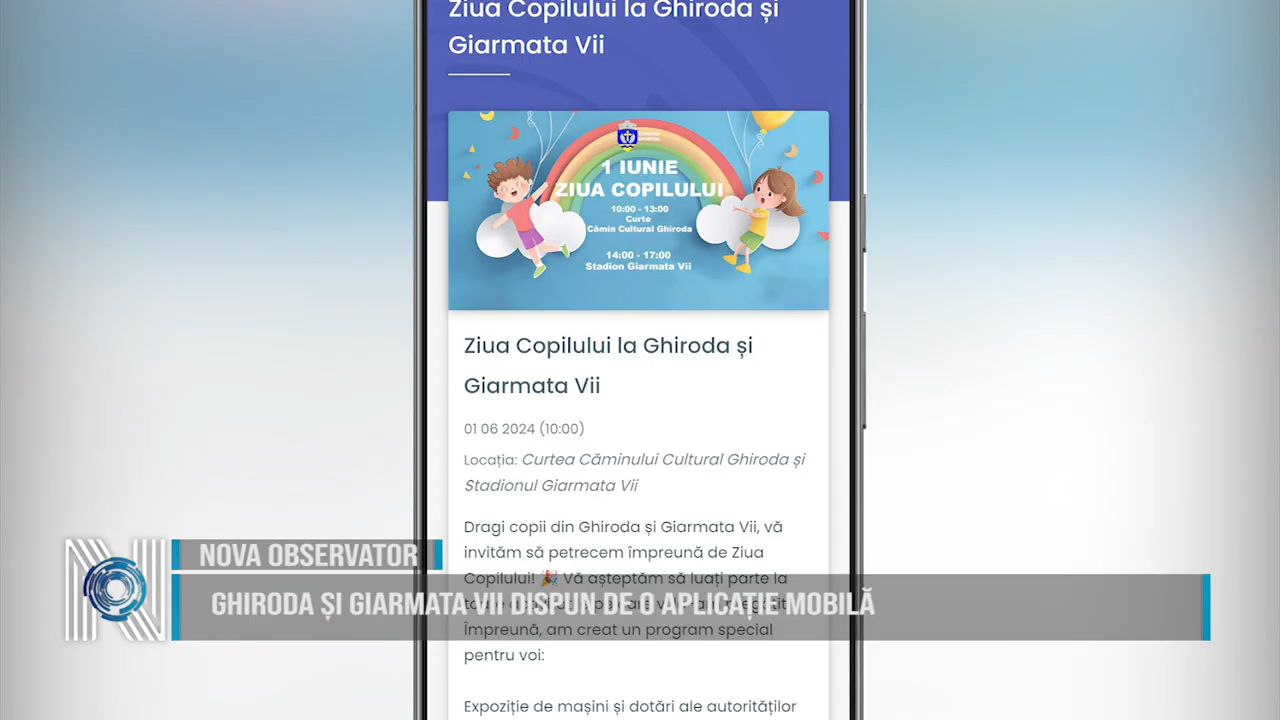 Ziua Copilului la Ghiroda și
Giarmata Vii
1 IUNIE
ZIUA COPILULUI
10:00 - 13:00
Curte
Cămin Cultural Ghiroda
14:00 - 17:00
Stadion Giarmata Vii
Ziua Copilului la Ghiroda și
Giarmata Vii
01 06 2024 (10:00)
Locația: Curtea Căminului Cultural Ghiroda și
Stadionul Giarmata Vii
Dragi copii din Ghiroda și Giarmata Vii, vă
invităm să petrecem împreună de Ziua
Copilului! 🎉 Vă așteptăm să luați parte la
Împreună, am creat un program special
pentru voi:
Expoziție de mașini și dotări ale autorităților
NOVA OBSERVATOR
GHIRODA ȘI GIARMATA VII DISPUN DE O APLICAȚIE MOBILĂ